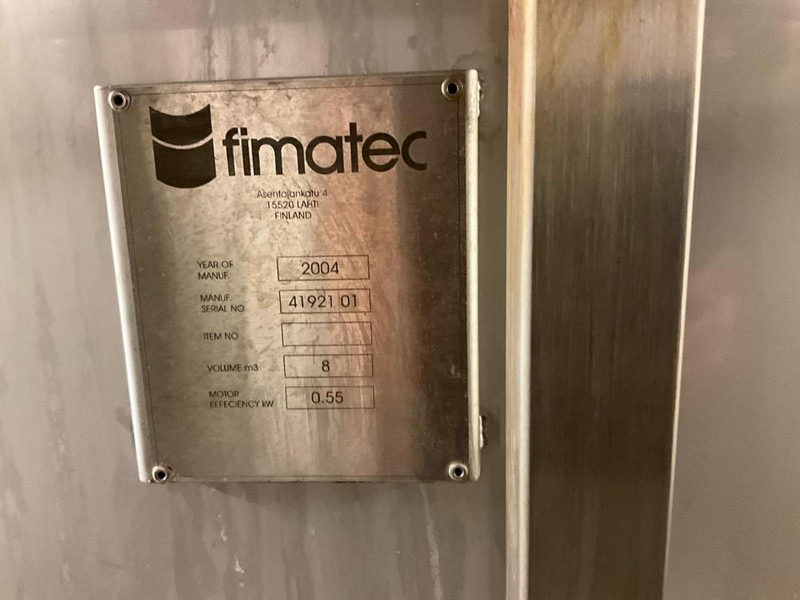 fimatec
Asentajankatu 4
15520 LAHTI
FINLAND
YEAR OF
MANUF. 2004
MANUF.
SERIAL NO 41921 01
ITEM NO
VOLUME m3 8
MOTOR
EFFECIENCY kW 0.55